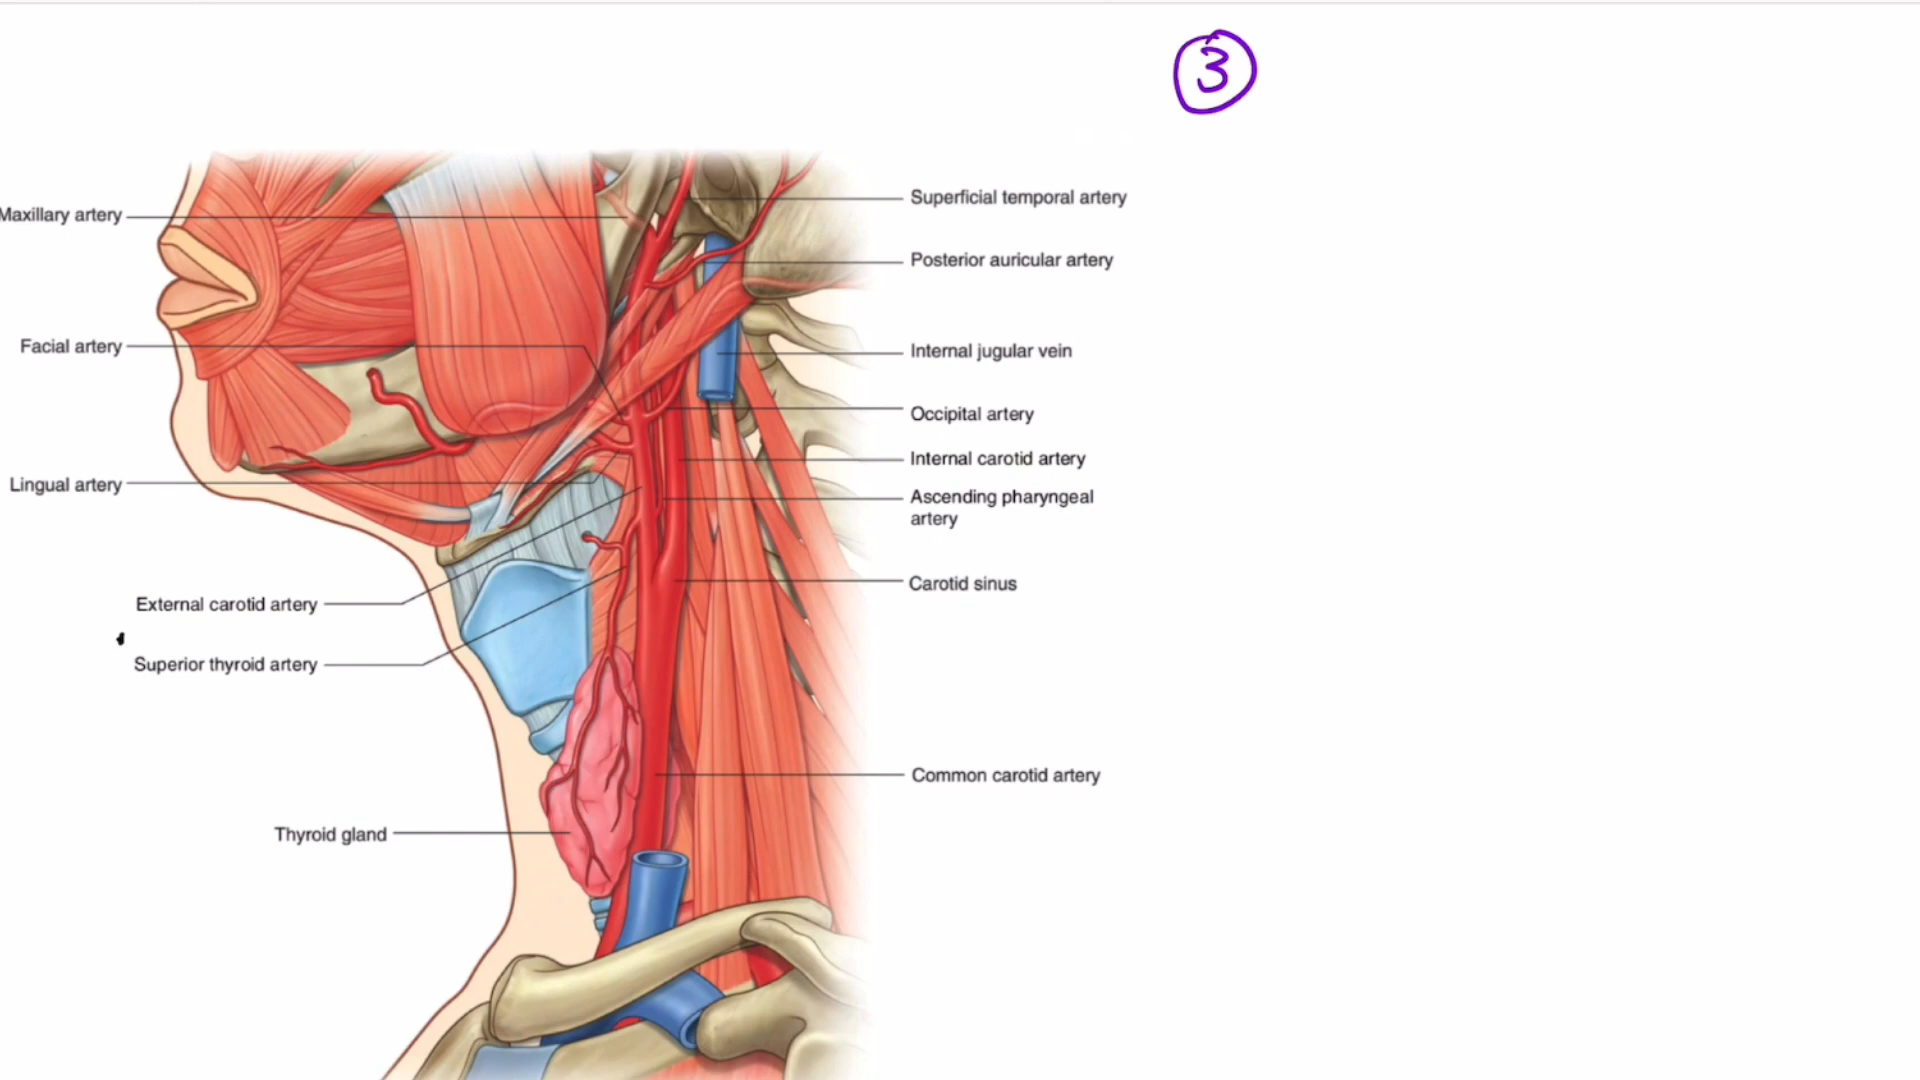 3
Maxillary artery
Facial artery
Lingual artery
External carotid artery
Superior thyroid artery
Thyroid gland
Superficial temporal artery
Posterior auricular artery
Internal jugular vein
Occipital artery
Internal carotid artery
Ascending pharyngeal
artery
Carotid sinus
Common carotid artery